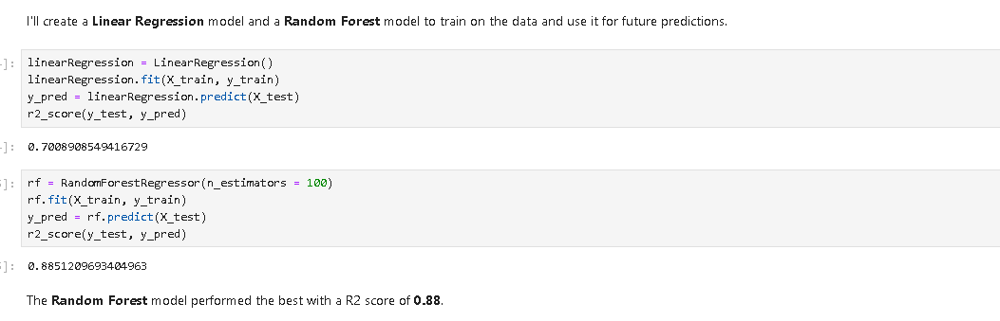 I'll create a Linear Regression model and a Random Forest model to train on the data and use it for future predictions.
]: linearRegression = LinearRegression()
linearRegression.fit(X_train, y_train)
y_pred = linearRegression.predict(X_test)
r2_score(y_test, y_pred)
]: 0.7008908549416729
]: rf = RandomForestRegressor(n_estimators = 100)
rf.fit(X_train, y_train)
y_pred = rf.predict(X_test)
r2_score(y_test, y_pred)
]: 0.8851209693404963
The Random Forest model performed the best with a R2 score of 0.88.